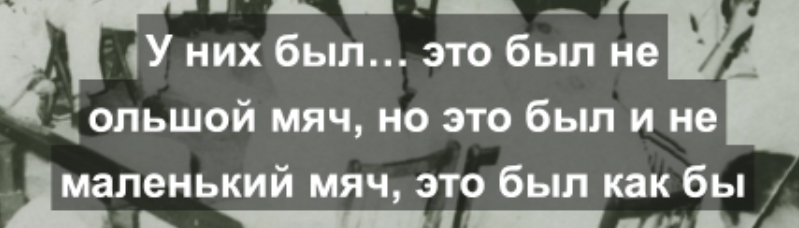 У них был... это был не
ольшой мяч, но это был и не
маленький мяч, это был как бы